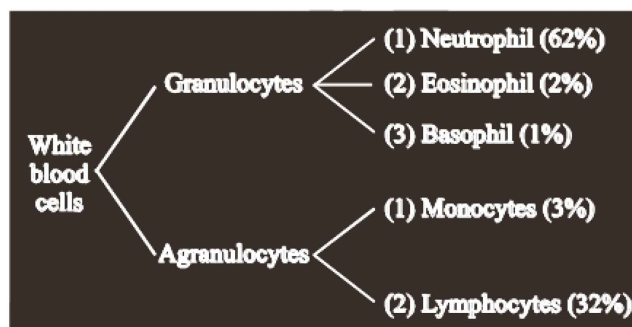 White
blood
cells
Granulocytes
(1) Neutrophil (62%)
(2) Eosinophil (2%)
(3) Basophil (1%)
Agranulocytes
(1) Monocytes (3%)
(2) Lymphocytes (32%)